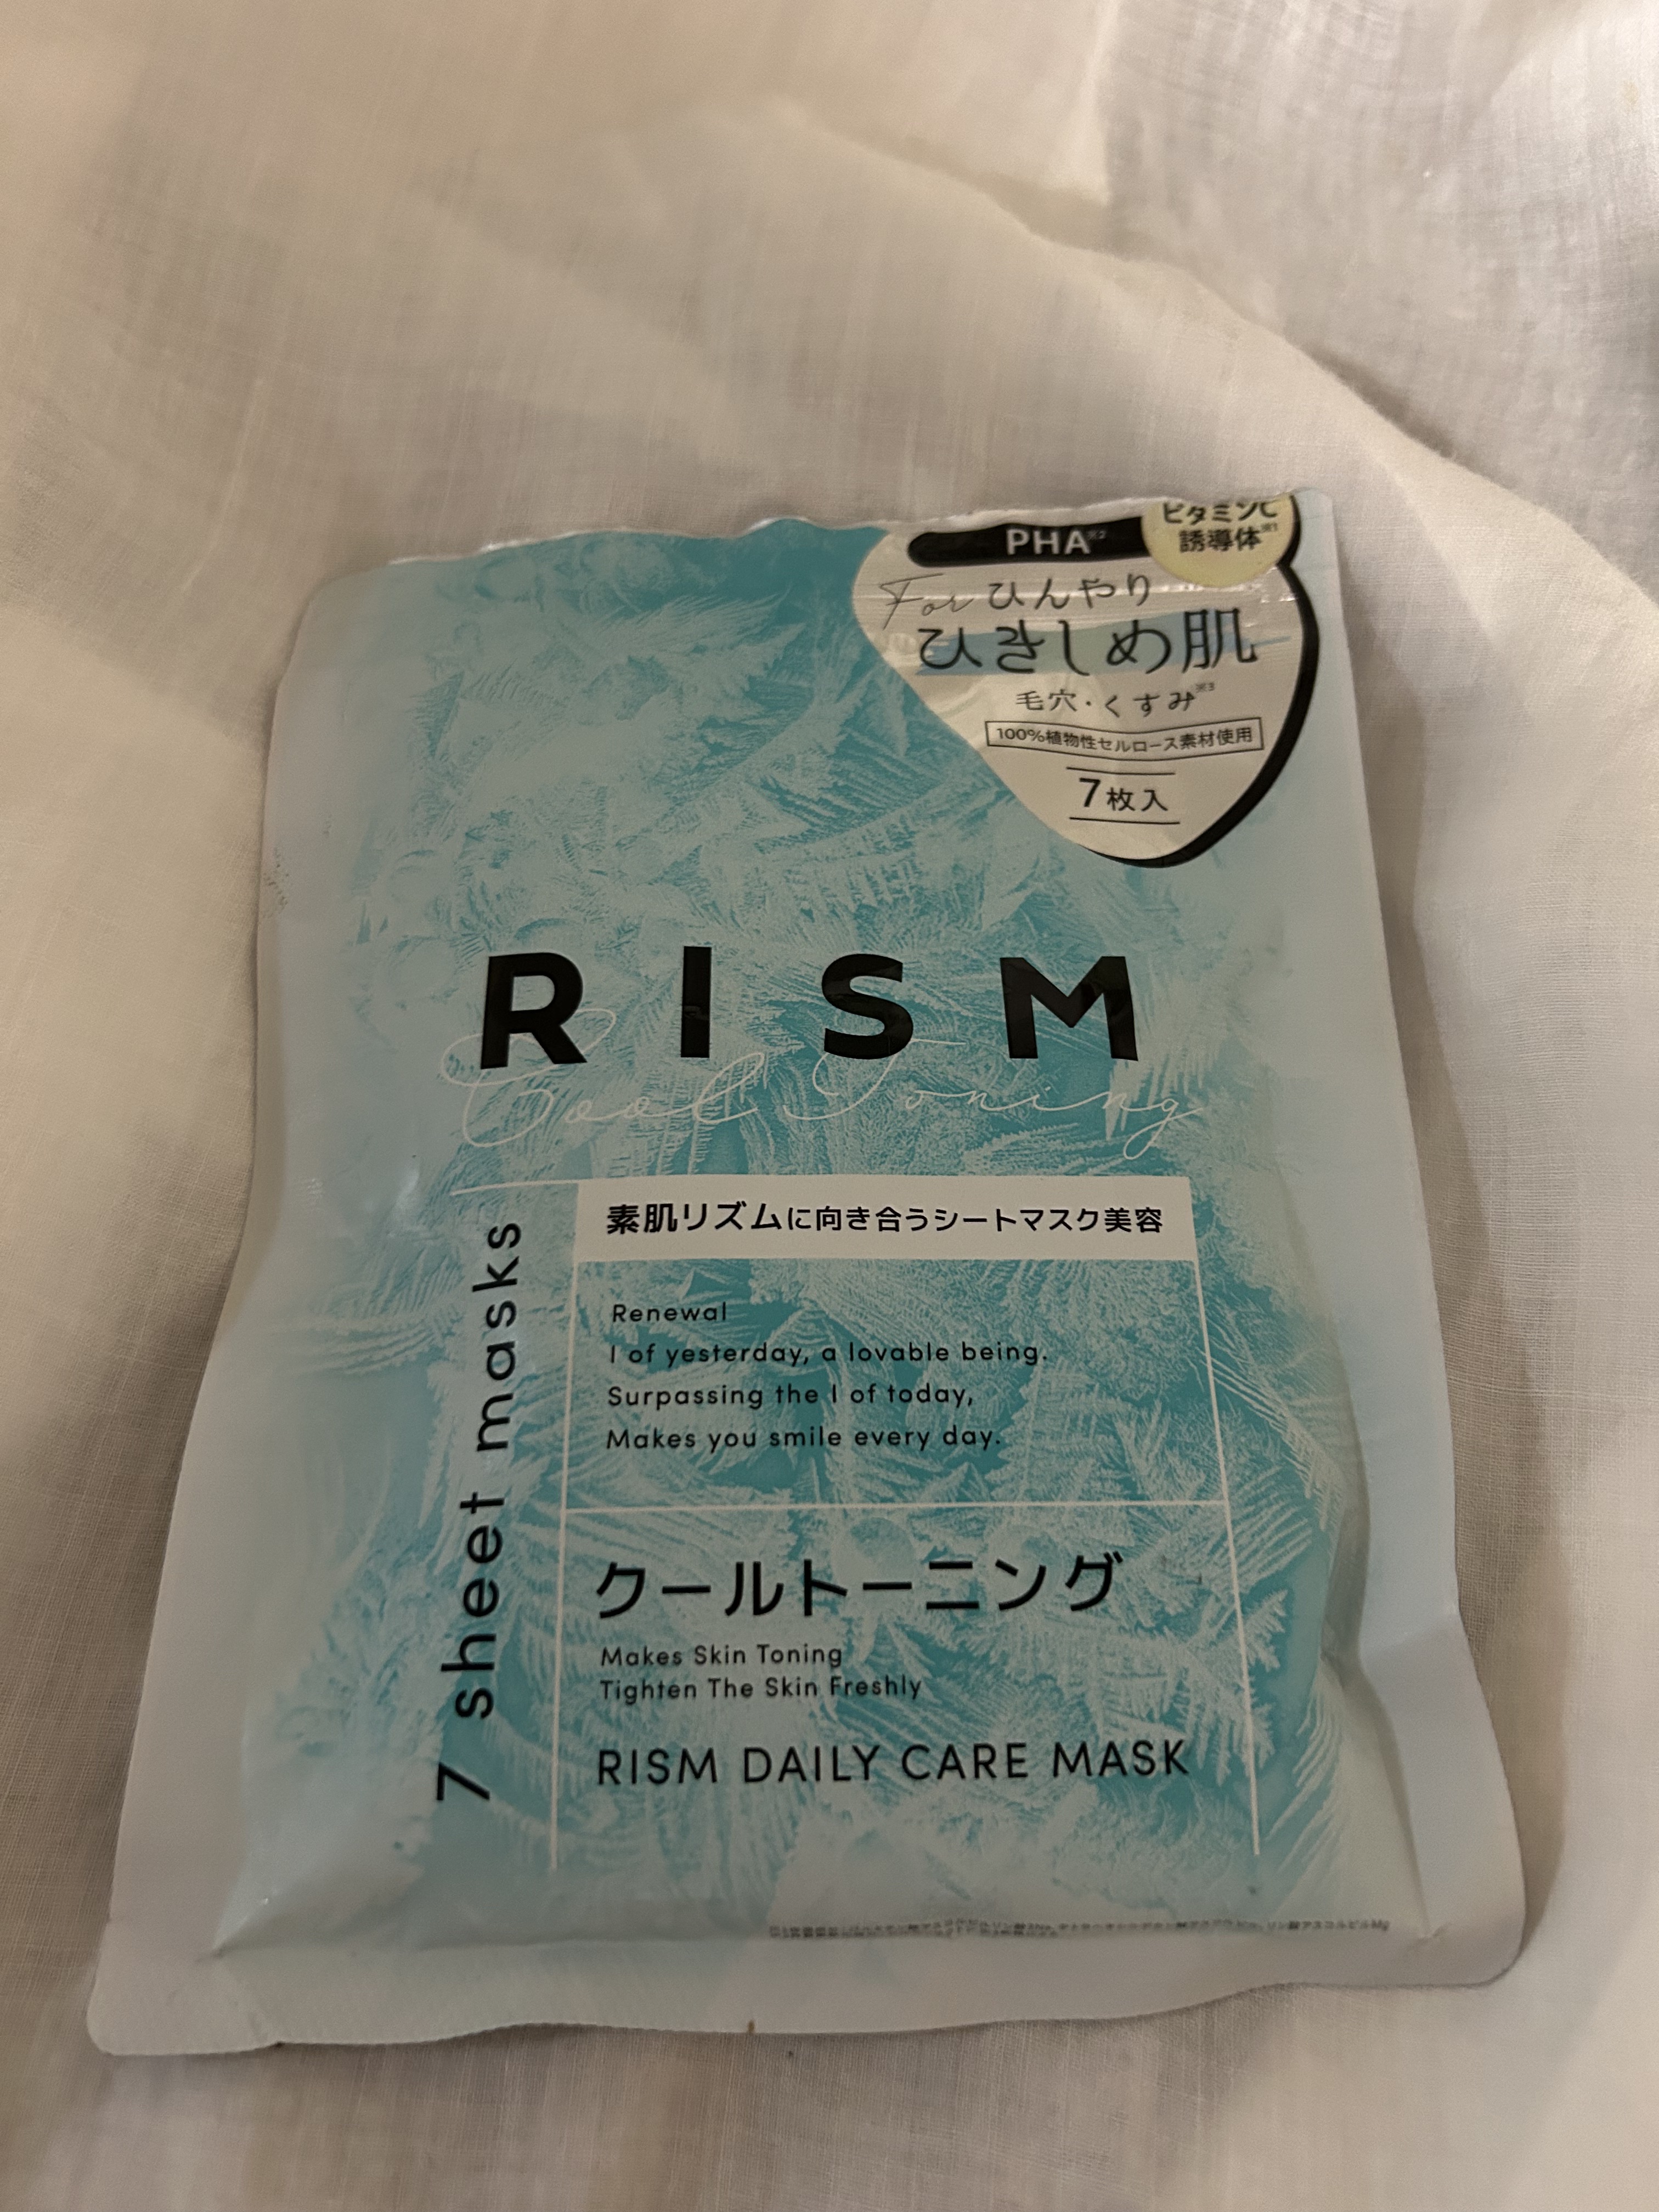 ビタミンC
誘導体※1
PHA※2
For ひんやり
ひきしめ肌
毛穴・くすみ※3
100%植物性セルロース素材使用
7枚入
RISM
Cool Toning
素肌リズムに向き合うシートマスク美容
7 sheet masks
Renewal
I of yesterday, a lovable being.
Surpassing the I of today,
Makes you smile every day.
クールトーニング
Makes Skin Toning
Tighten The Skin Freshly
RISM DAILY CARE MASK